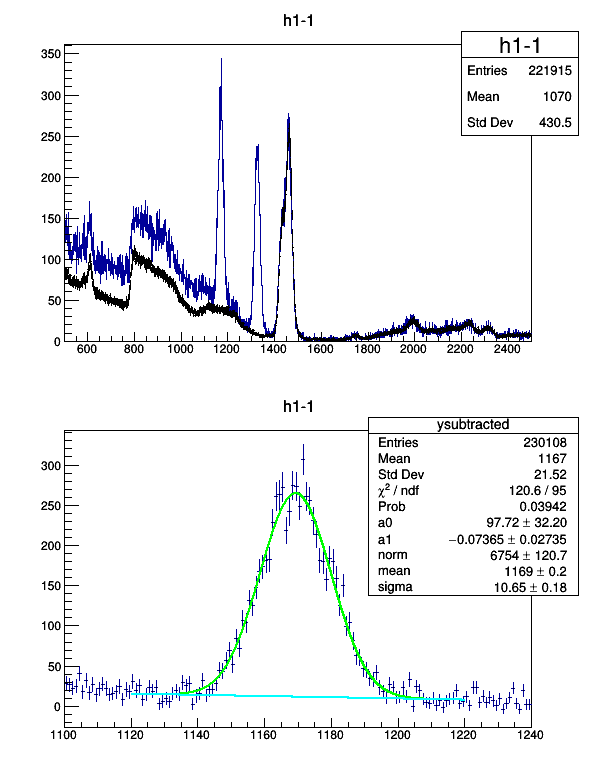 h1-1
h1-1
Entries 221915
Mean 1070
Std Dev 430.5
350
300
250
200
150
100
50
0
600 800 1000 1200 1400 1600 1800 2000 2200 2400
h1-1
ysubtracted
Entries 230108
Mean 1167
Std Dev 21.52
χ² / ndf 120.6 / 95
Prob 0.03942
a0 97.72 ± 32.20
a1 −0.07365 ± 0.02735
norm 6754 ± 120.7
mean 1169 ± 0.2
sigma 10.65 ± 0.18
300
250
200
150
100
50
0
1100 1120 1140 1160 1180 1200 1220 1240